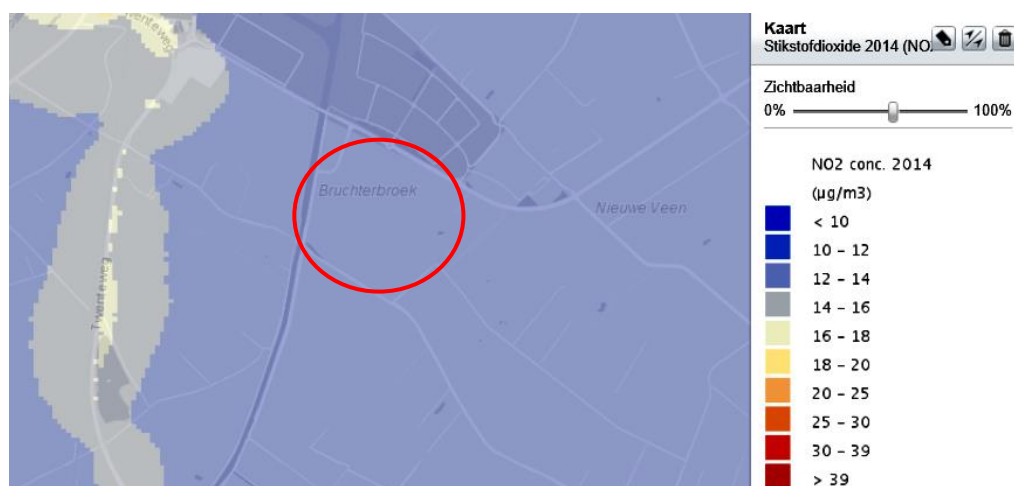 Twenteweg
Bruchterbroek
Nieuwe Veen
Twenteweg
Kaart
Stikstofdioxide 2014 (NO
Zichtbaarheid
0% 100%
NO2 conc. 2014
(µg/m3)
< 10
10 – 12
12 – 14
14 – 16
16 – 18
18 – 20
20 – 25
25 – 30
30 – 39
> 39